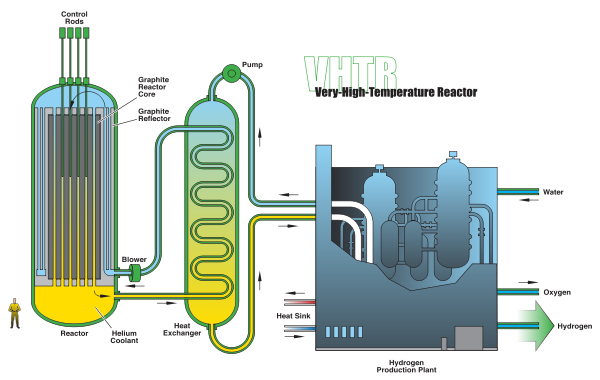 Control
Rods
Graphite
Reactor
Core
Graphite
Reflector
Pump
VHTR
Very-High-Temperature Reactor
Water
Blower
Oxygen
Heat Sink
Hydrogen
Helium
Coolant
Reactor
Heat
Exchanger
Hydrogen
Production Plant